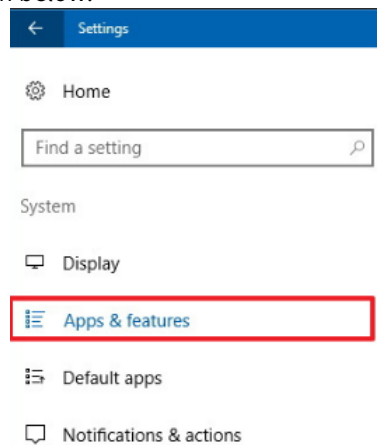 Settings
Home
Find a setting
System
Display
Apps & features
Default apps
Notifications & actions